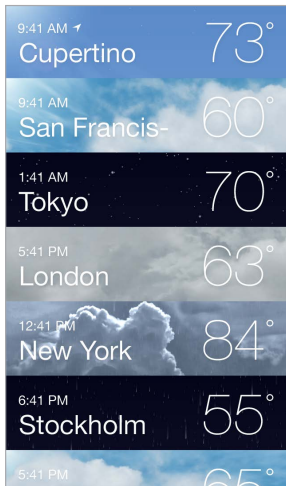 9:41 AM
Cupertino 73°
9:41 AM
San Francis- 60°
1:41 AM
Tokyo 70°
5:41 PM
London 63°
12:41 PM
New York 84°
6:41 PM
Stockholm 55°
5:41 PM
65°